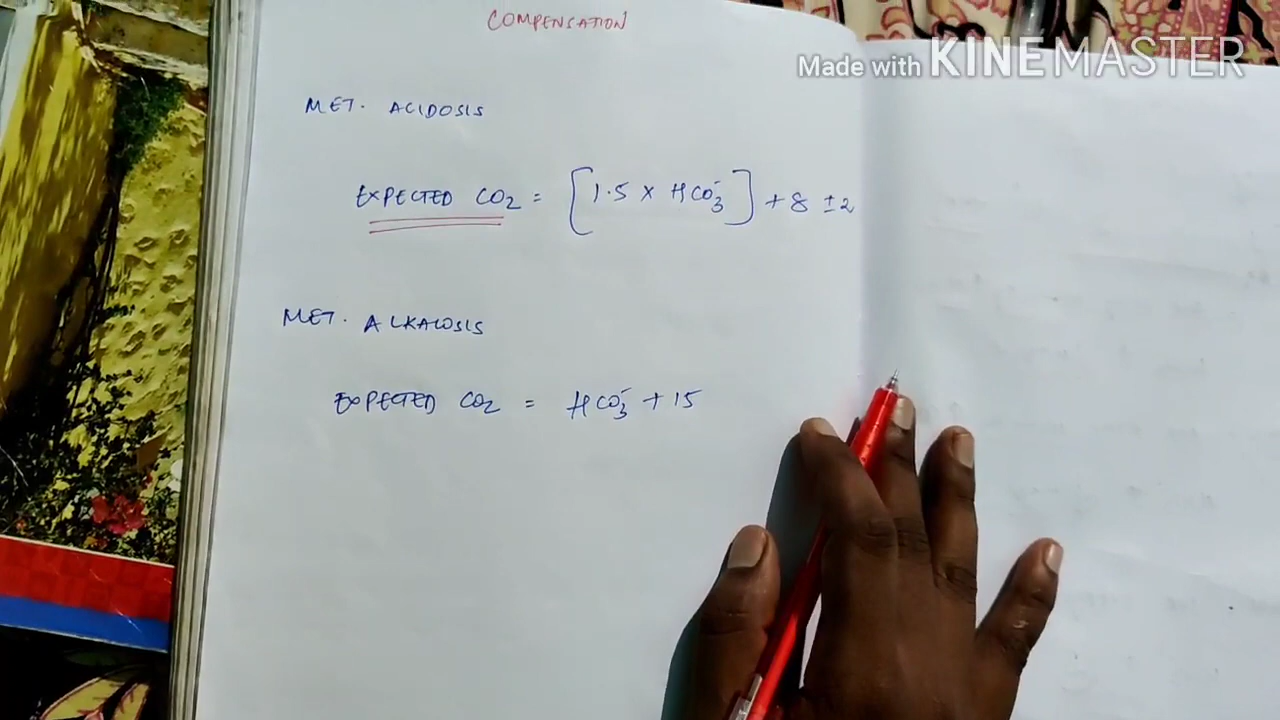 COMPENSATION
Made with KINEMASTER
MET. ACIDOSIS
EXPECTED CO2 = [1.5 x HCO3-] + 8 ± 2
MET. ALKALOSIS
EXPECTED CO2 = HCO3- + 15